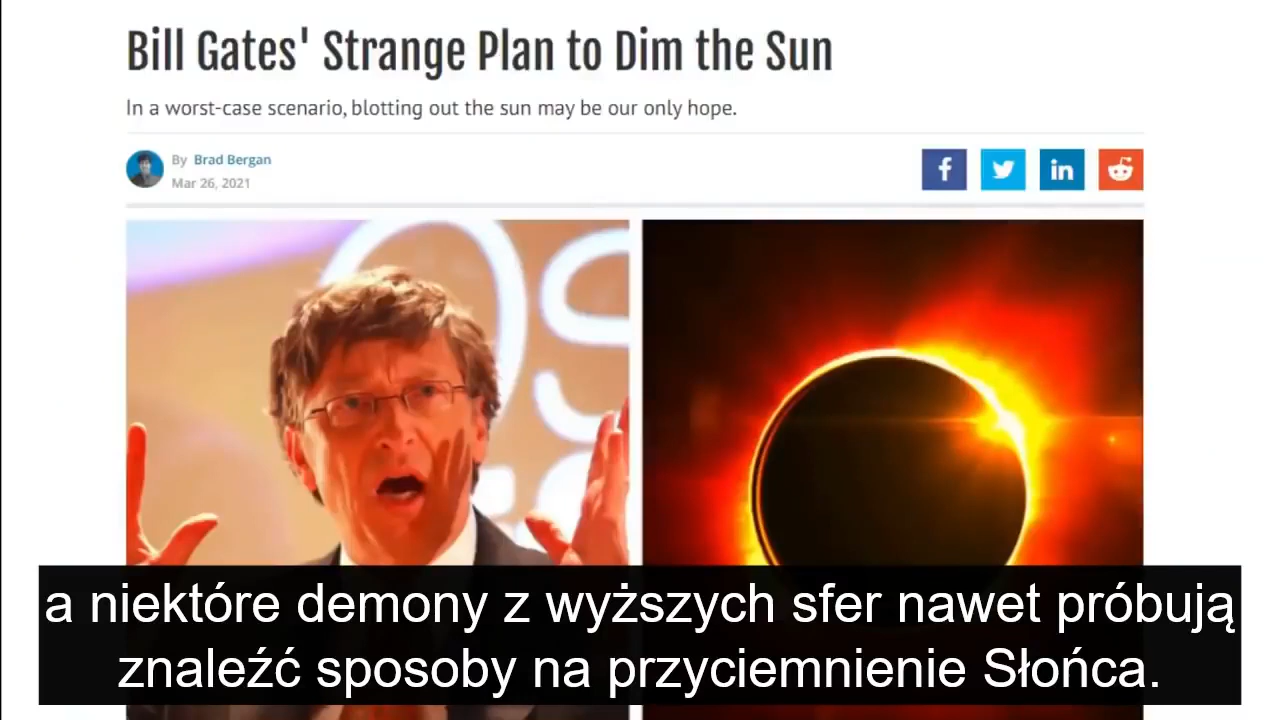 Bill Gates' Strange Plan to Dim the Sun
In a worst-case scenario, blotting out the sun may be our only hope.
By Brad Bergan
Mar 26, 2021
f in
a niektóre demony z wyższych sfer nawet próbują
znaleźć sposoby na przyciemnienie Słońca.